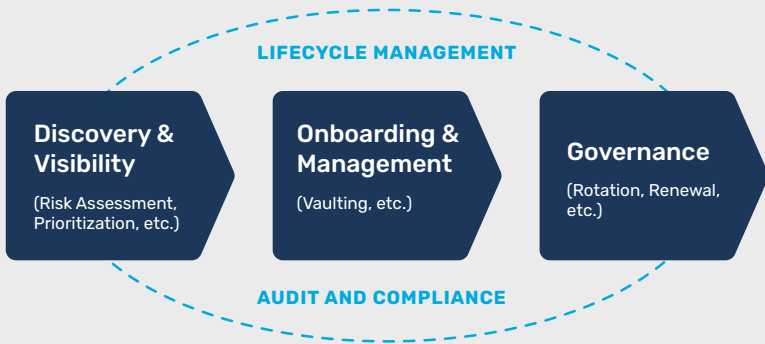 LIFECYCLE MANAGEMENT
Discovery &
Visibility
(Risk Assessment,
Prioritization, etc.)
Onboarding &
Management
(Vaulting, etc.)
Governance
(Rotation, Renewal,
etc.)
AUDIT AND COMPLIANCE